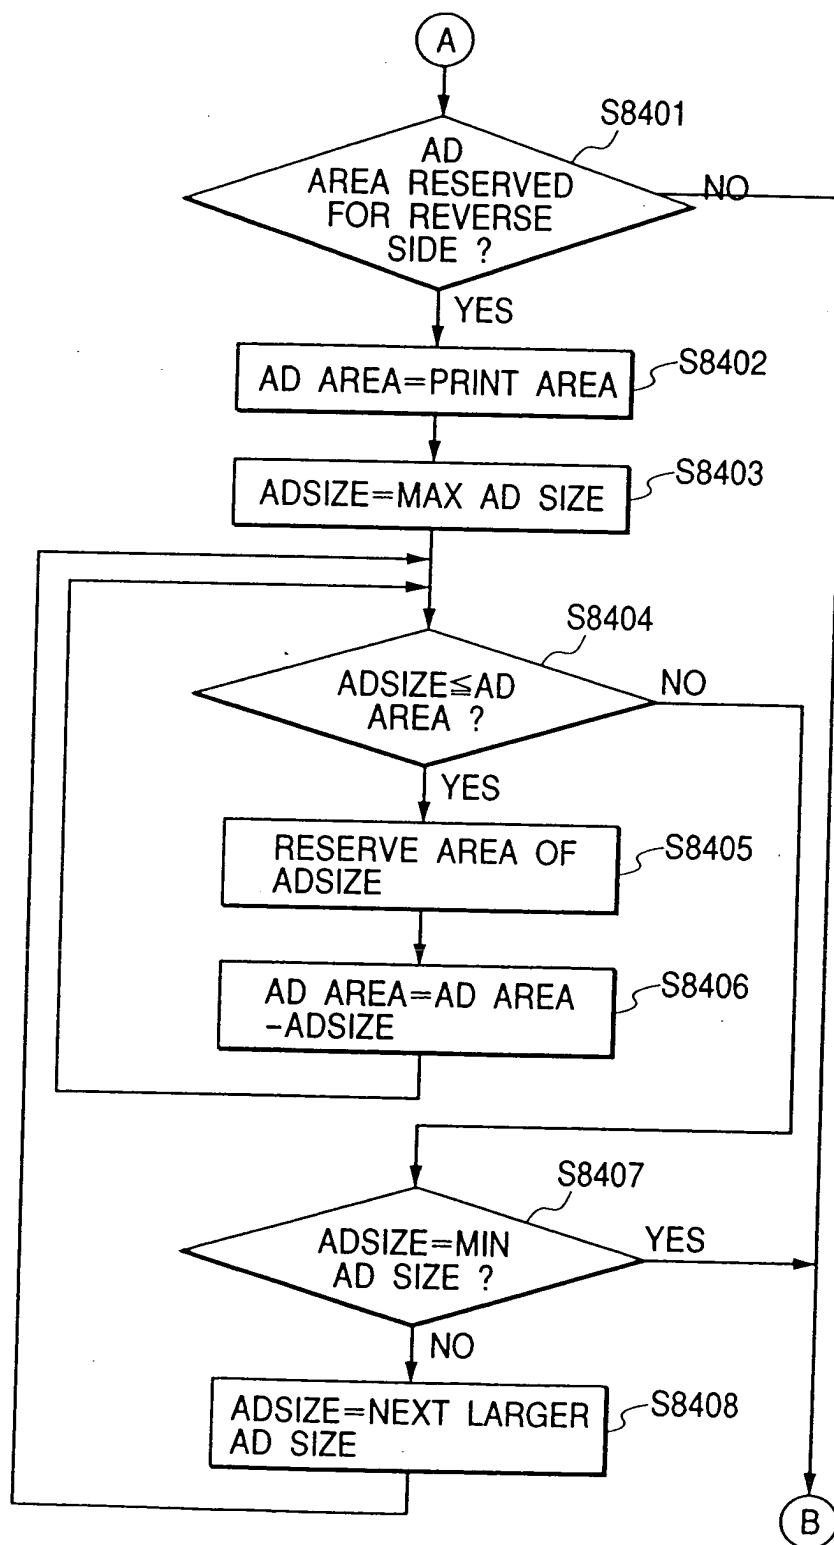 A
S8401
AD
AREA RESERVED
FOR REVERSE
SIDE ?
NO
YES
AD AREA=PRINT AREA
S8402
ADSIZE=MAX AD SIZE
S8403
S8404
ADSIZE≦AD
AREA ?
NO
YES
RESERVE AREA OF
ADSIZE
S8405
AD AREA=AD AREA
-ADSIZE
S8406
S8407
ADSIZE=MIN
AD SIZE ?
YES
NO
ADSIZE=NEXT LARGER
AD SIZE
S8408
B